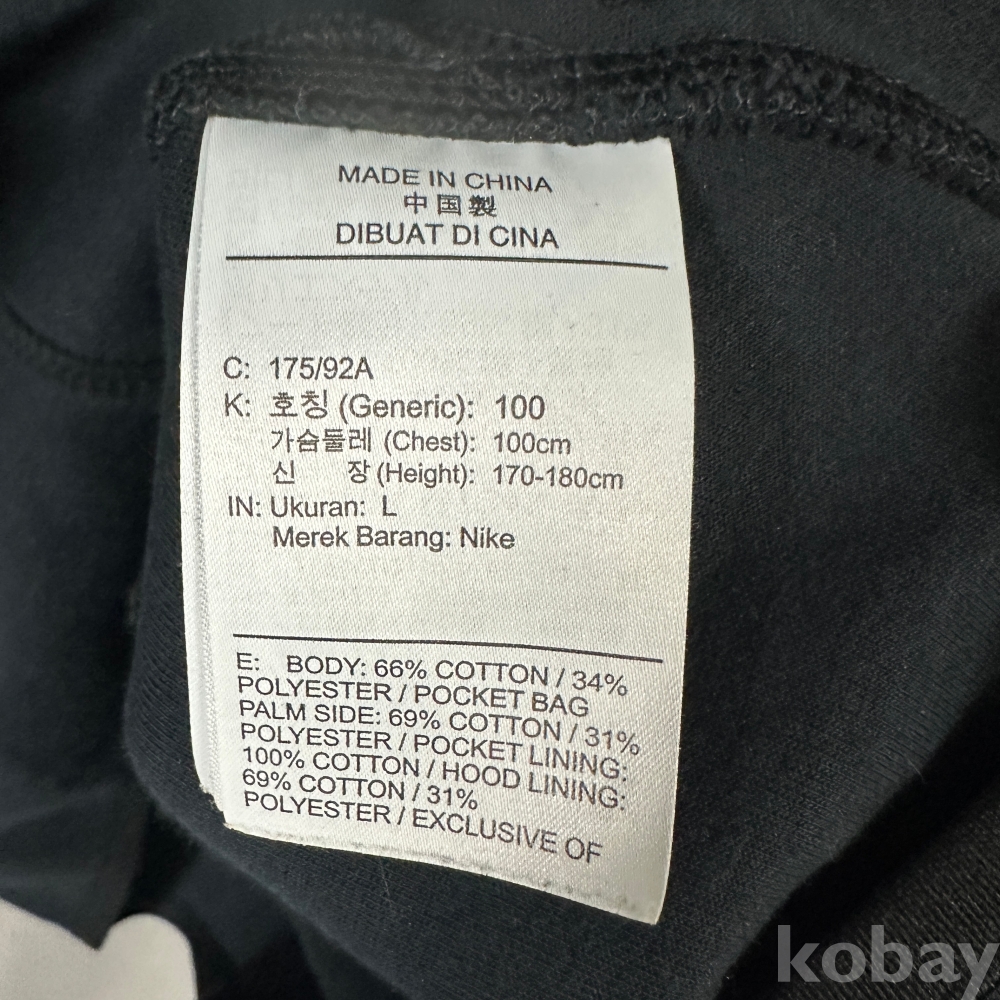 MADE IN CHINA
中国製
DIBUAT DI CINA
C: 175/92A
K: 호칭 (Generic): 100
가슴둘레 (Chest): 100cm
신 장 (Height): 170-180cm
IN: Ukuran: L
Merek Barang: Nike
E: BODY: 66% COTTON / 34%
POLYESTER / POCKET BAG
PALM SIDE: 69% COTTON / 31%
POLYESTER / POCKET LINING:
100% COTTON / HOOD LINING:
69% COTTON / 31%
POLYESTER / EXCLUSIVE OF
kobay